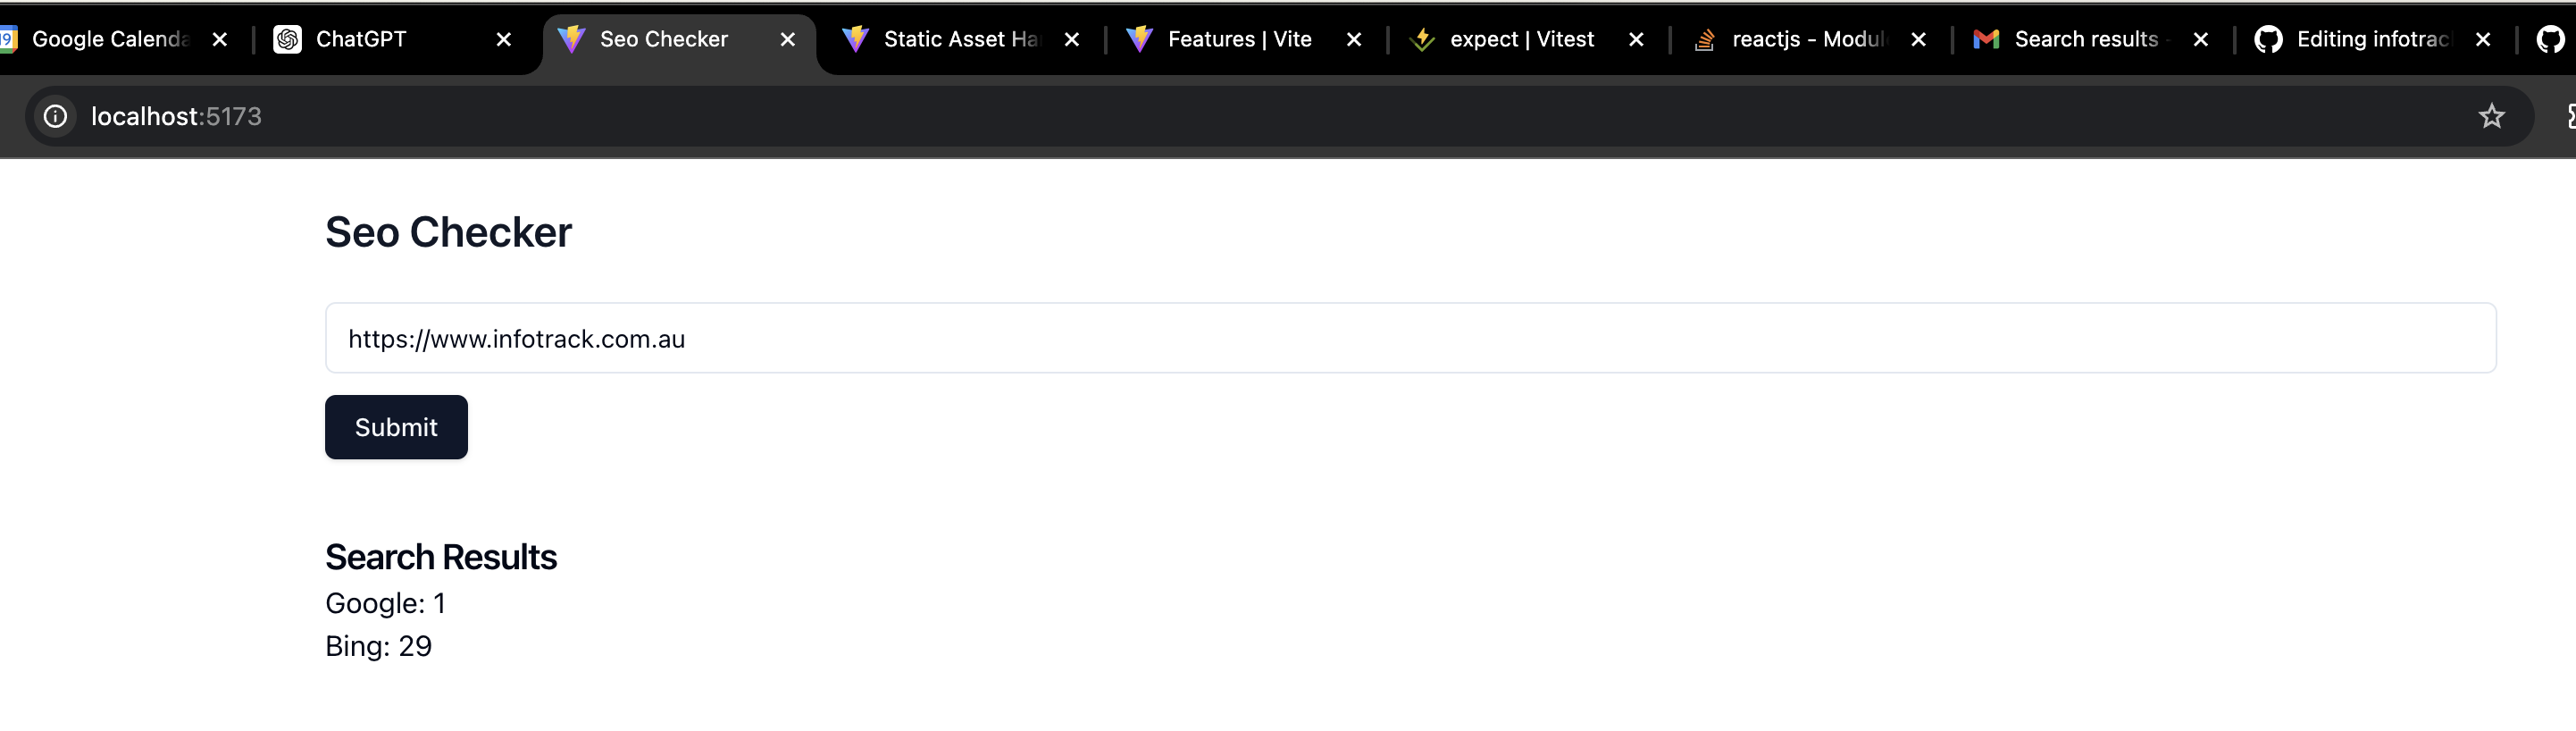 Google Calenda
ChatGPT
Seo Checker
Static Asset Ha
Features | Vite
expect | Vitest
reactjs - Modul
Search results -
Editing infotrac
localhost:5173
Seo Checker
https://www.infotrack.com.au
Submit
Search Results
Google: 1
Bing: 29